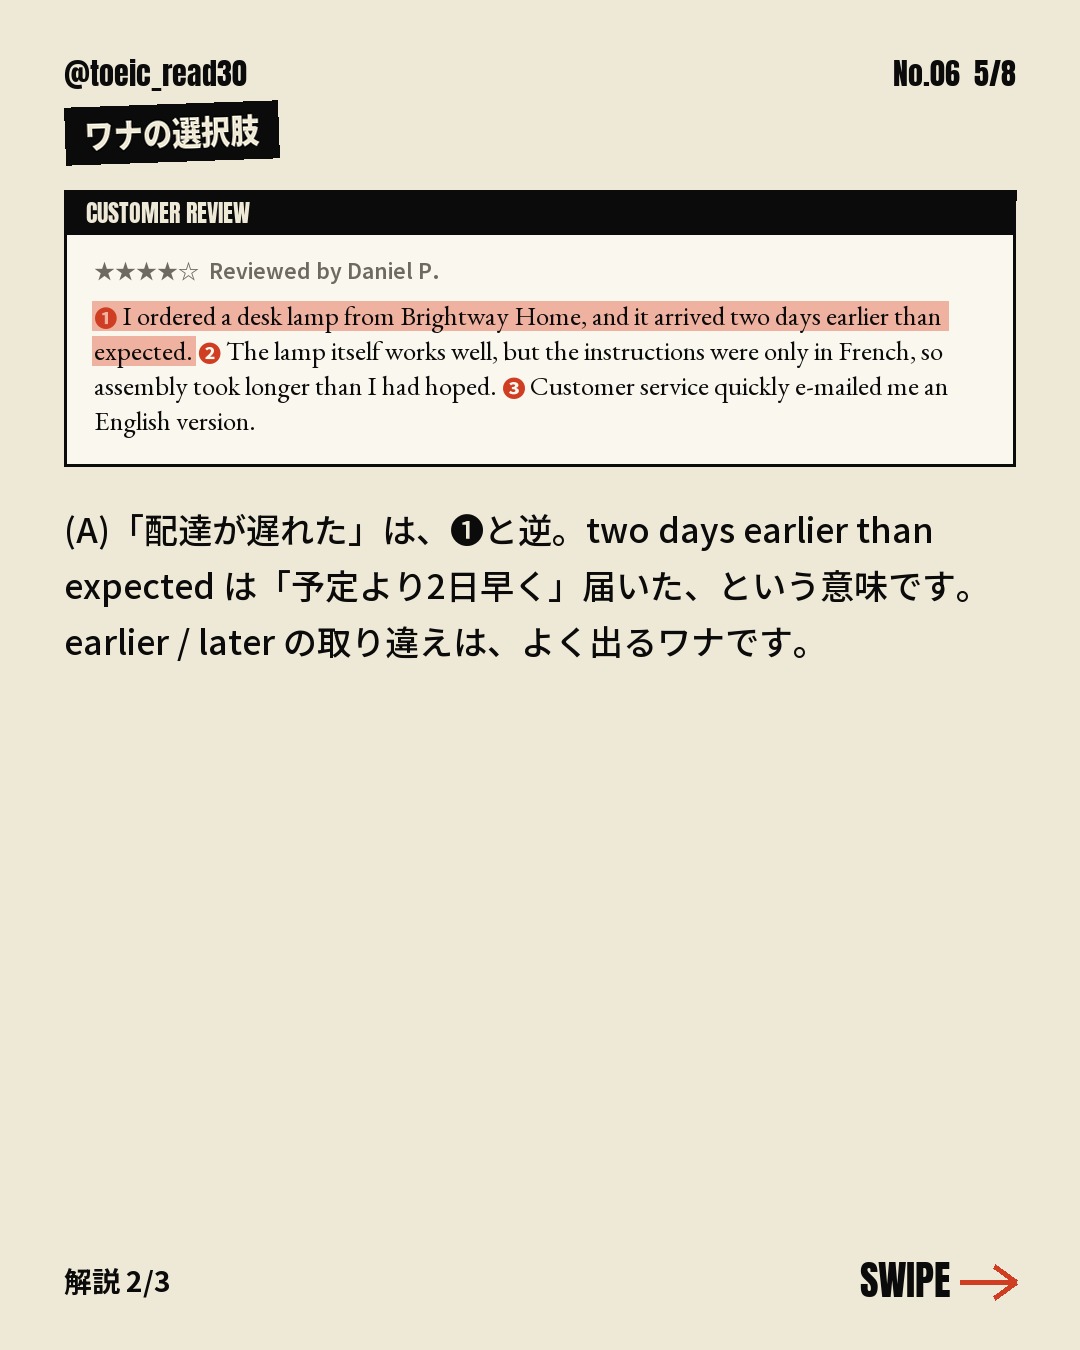 @toeic_read30
No.06 5/8
ワナの選択肢
CUSTOMER REVIEW
★★★★☆ Reviewed by Daniel P.
❶ I ordered a desk lamp from Brightway Home, and it arrived two days earlier than
expected. ❷ The lamp itself works well, but the instructions were only in French, so
assembly took longer than I had hoped. ❸ Customer service quickly e-mailed me an
English version.
(A)「配達が遅れた」は、❶と逆。two days earlier than
expected は「予定より2日早く」届いた、という意味です。
earlier / later の取り違えは、よく出るワナです。
解説 2/3
SWIPE →